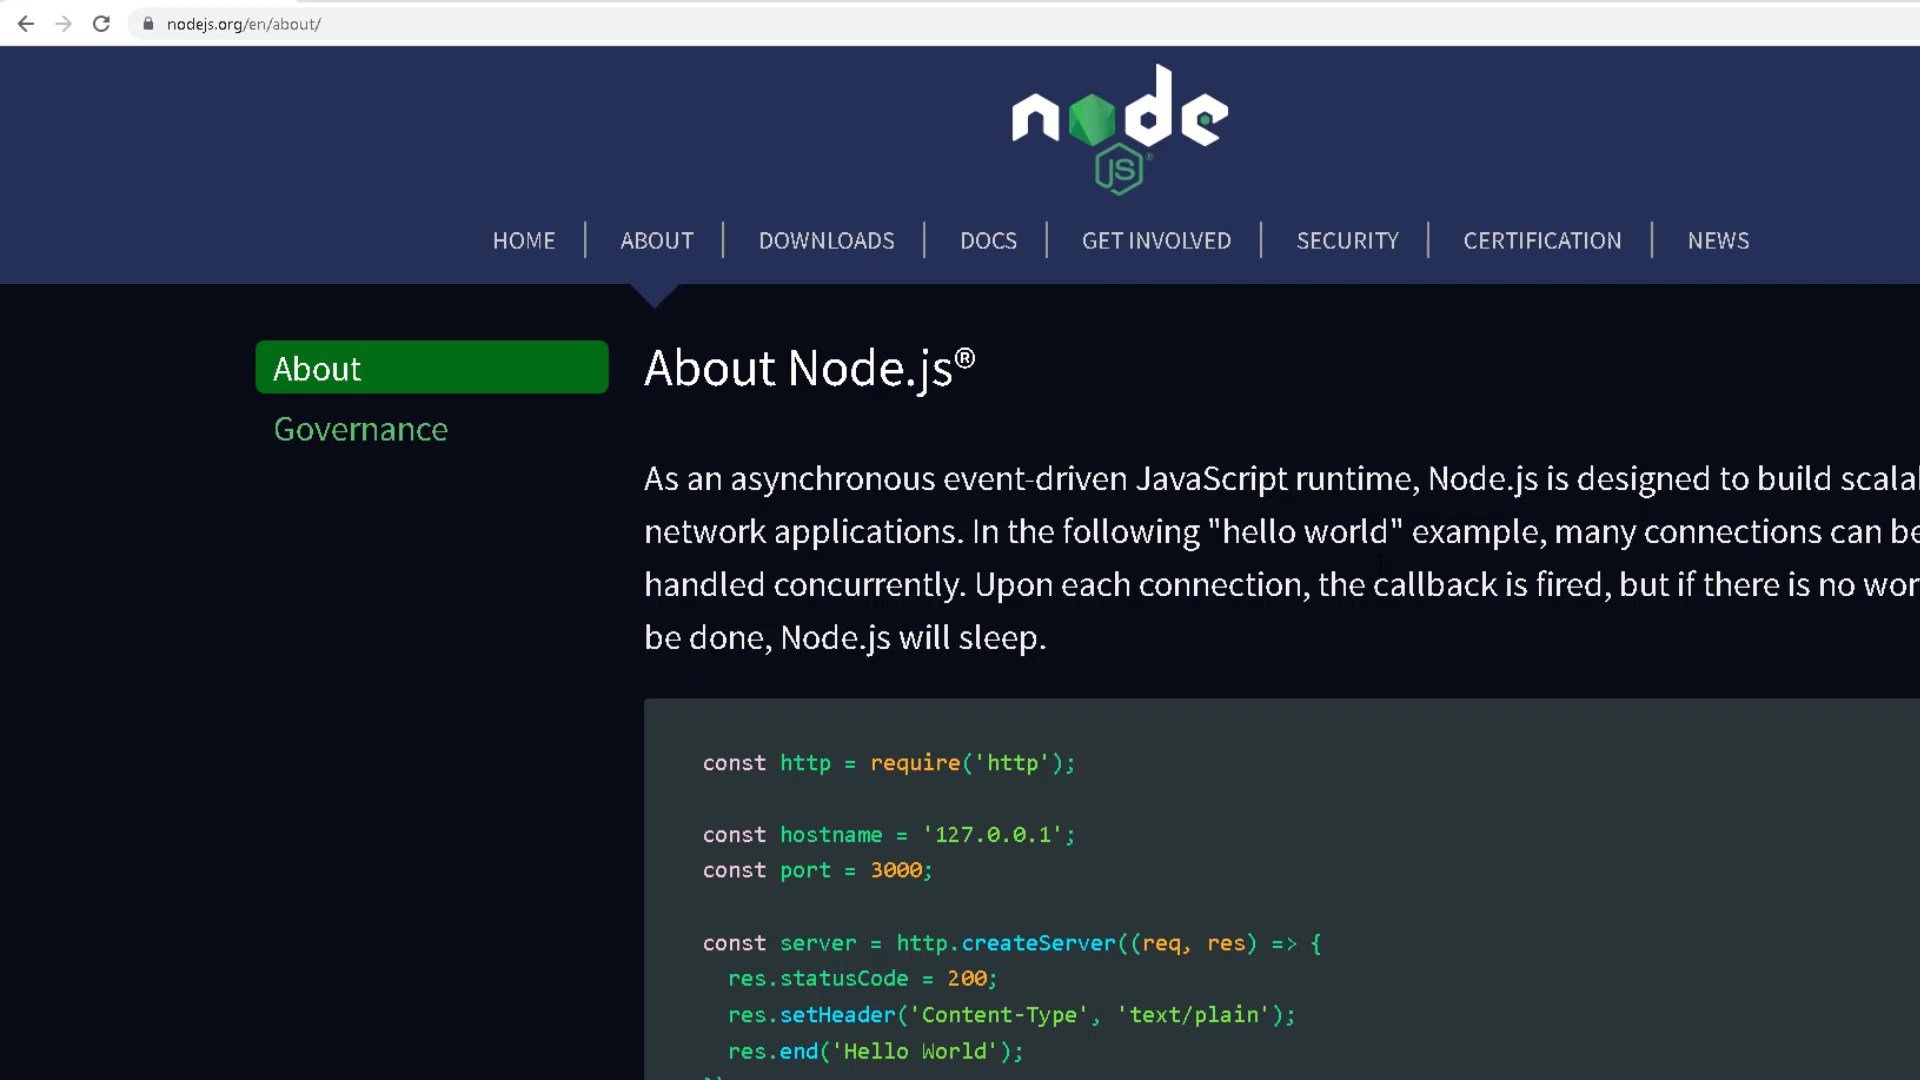 nodejs.org/en/about/
node
JS®
HOME | ABOUT | DOWNLOADS | DOCS | GET INVOLVED | SECURITY | CERTIFICATION | NEWS
About
Governance
About Node.js®
As an asynchronous event-driven JavaScript runtime, Node.js is designed to build
network applications. In the following "hello world" example, many connections can be
handled concurrently. Upon each connection, the callback is fired, but if there is no
be done, Node.js will sleep.
const http = require('http');
const hostname = '127.0.0.1';
const port = 3000;
const server = http.createServer((req, res) => {
res.statusCode = 200;
res.setHeader('Content-Type', 'text/plain');
res.end('Hello World');